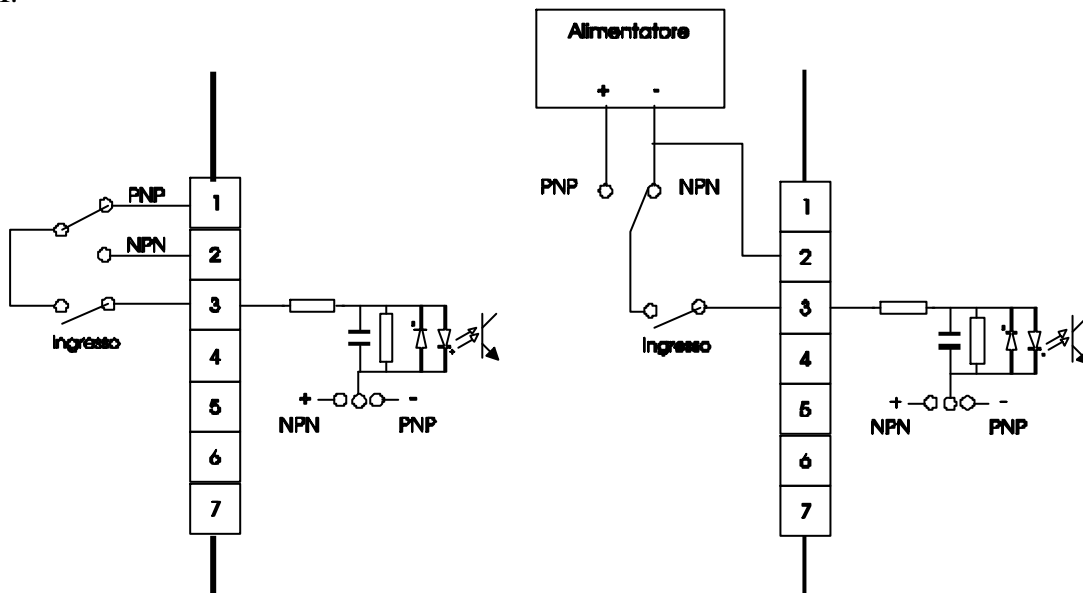 Alimentatore
+ -
PNP
NPN
ingresso
1
2
3
4
5
6
7
+ -
NPN PNP
PNP NPN
Ingresso
1
2
3
4
5
6
7
+ -
NPN PNP